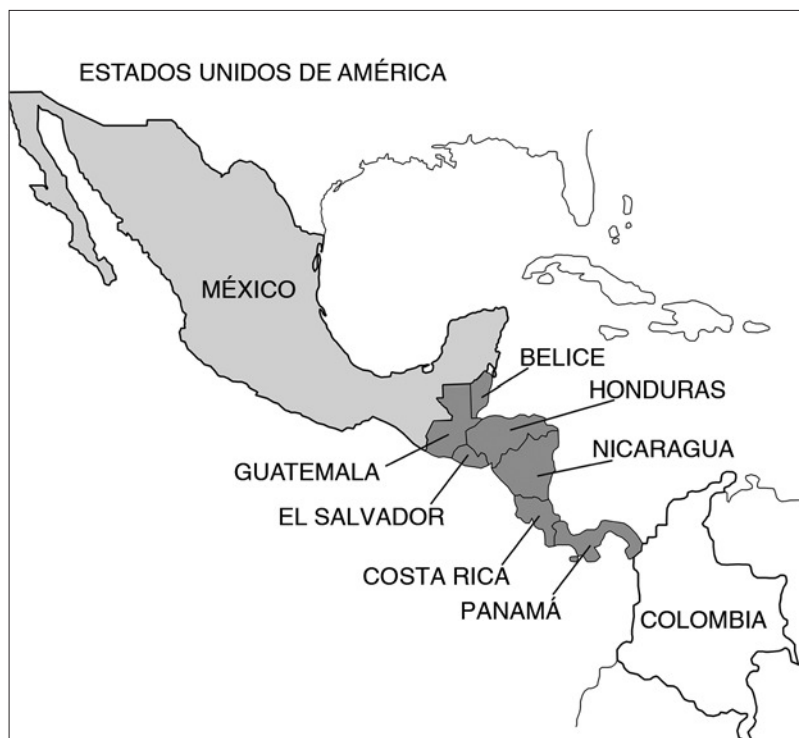 ESTADOS UNIDOS DE AMÉRICA
MÉXICO
BELICE
HONDURAS
NICARAGUA
GUATEMALA
EL SALVADOR
COSTA RICA
PANAMÁ
COLOMBIA